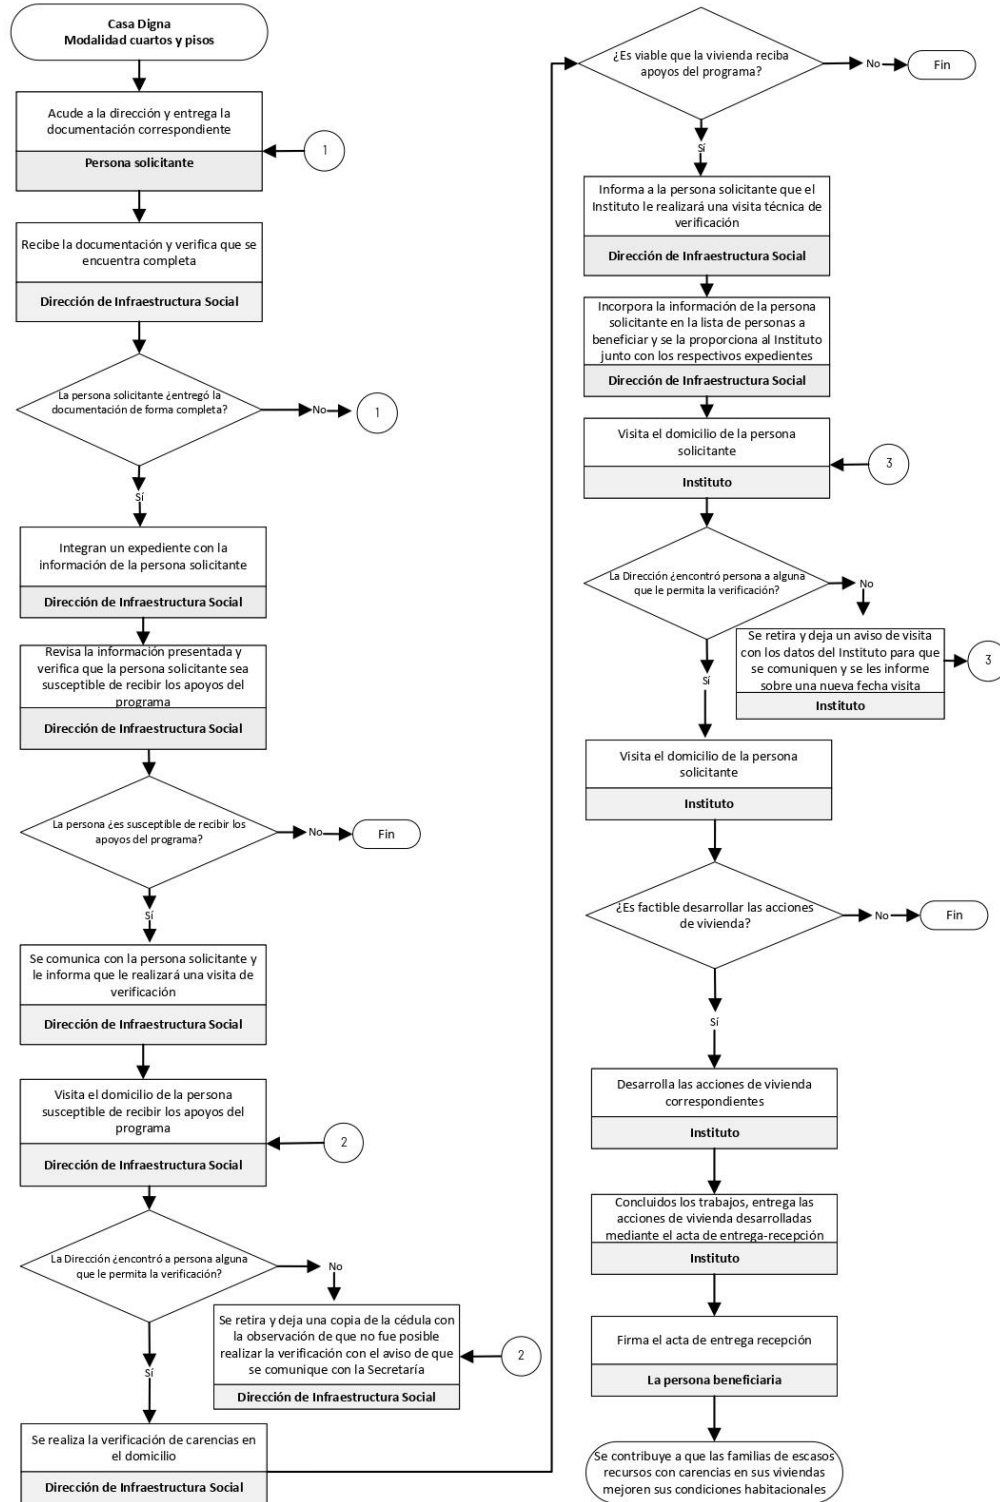 Casa Digna
Modalidad cuartos y pisos
Acude a la dirección y entrega la
documentación correspondiente
Persona solicitante
1
Recibe la documentación y verifica que se
encuentra completa
Dirección de Infraestructura Social
La persona solicitante ¿entregó la
documentación de forma completa?
No
1
Sí
Integran un expediente con la
información de la persona solicitante
Dirección de Infraestructura Social
Revisa la información presentada y
verifica que la persona solicitante sea
susceptible de recibir los apoyos del
programa
Dirección de Infraestructura Social
La persona ¿es susceptible de recibir los
apoyos del programa?
No
Fin
Sí
Se comunica con la persona solicitante y
le informa que le realizará una visita de
verificación
Dirección de Infraestructura Social
Visita el domicilio de la persona
susceptible de recibir los apoyos del
programa
Dirección de Infraestructura Social
2
La Dirección ¿encontró a persona alguna
que le permita la verificación?
No
Se retira y deja una copia de la cédula con
la observación de que no fue posible
realizar la verificación con el aviso de que
se comunique con la Secretaría
Dirección de Infraestructura Social
2
Sí
Se realiza la verificación de carencias en
el domicilio
Dirección de Infraestructura Social
¿Es viable que la vivienda reciba
apoyos del programa?
No
Fin
Sí
Informa a la persona solicitante que el
Instituto le realizará una visita técnica de
verificación
Dirección de Infraestructura Social
Incorpora la información de la persona
solicitante en la lista de personas a
beneficiar y se la proporciona al Instituto
junto con los respectivos expedientes
Dirección de Infraestructura Social
Visita el domicilio de la persona
solicitante
Instituto
3
La Dirección ¿encontró persona a alguna
que le permita la verificación?
No
Se retira y deja un aviso de visita
con los datos del Instituto para que
se comuniquen y se les informe
sobre una nueva fecha visita
Instituto
3
Sí
Visita el domicilio de la persona
solicitante
Instituto
¿Es factible desarrollar las acciones
de vivienda?
No
Fin
Sí
Desarrolla las acciones de vivienda
correspondientes
Instituto
Concluidos los trabajos, entrega las
acciones de vivienda desarrolladas
mediante el acta de entrega-recepción
Instituto
Firma el acta de entrega recepción
La persona beneficiaria
Se contribuye a que las familias de escasos
recursos con carencias en sus viviendas
mejoren sus condiciones habitacionales